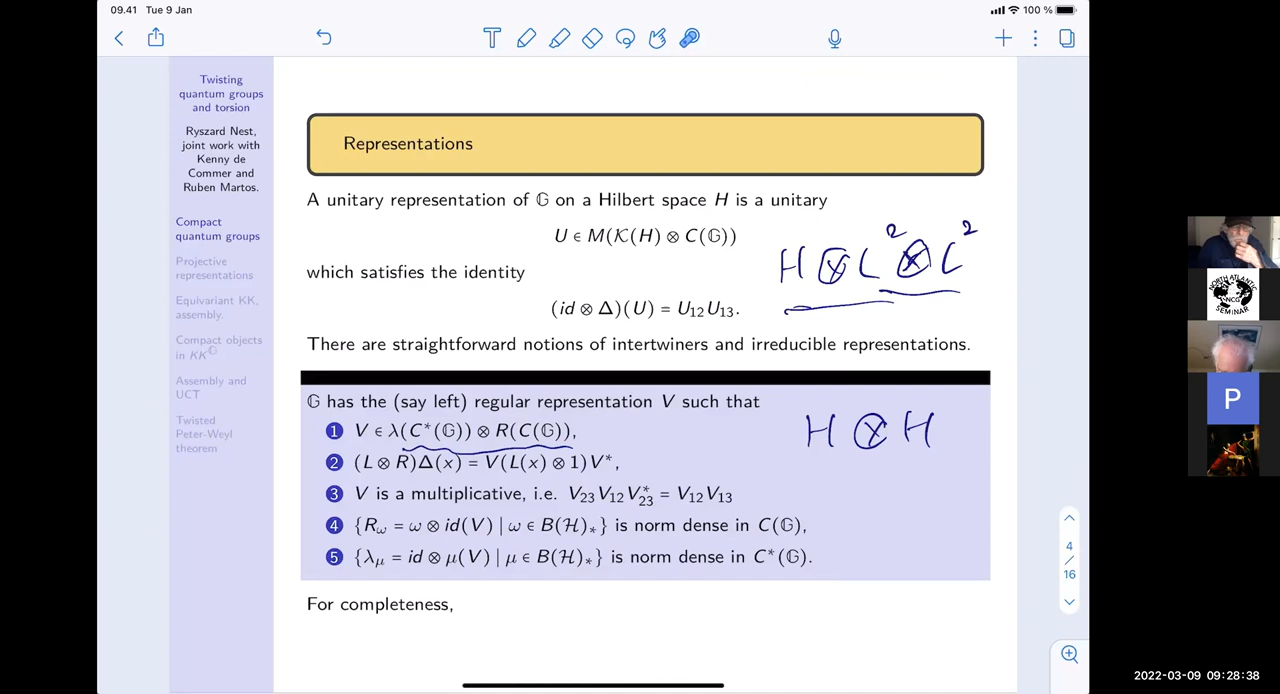 09.41 Tue 9 Jan
100 %
Twisting
quantum groups
and torsion
Ryszard Nest,
joint work with
Kenny de
Commer and
Ruben Martos.
Compact
quantum groups
Projective
representations
Equivariant KK,
assembly.
Compact objects
in KK^𝔾
Assembly and
UCT
Twisted
Peter-Weyl
theorem
Representations
A unitary representation of 𝔾 on a Hilbert space H is a unitary
U ∈ M(𝒦(H) ⊗ C(𝔾))
which satisfies the identity
(id ⊗ Δ)(U) = U₁₂U₁₃.
H ⊗ L² ⊗ L²
There are straightforward notions of intertwiners and irreducible representations.
𝔾 has the (say left) regular representation V such that
1 V ∈ λ(C*(𝔾)) ⊗ R(C(𝔾)),
2 (L ⊗ R)Δ(x) = V(L(x) ⊗ 1)V*,
3 V is a multiplicative, i.e. V₂₃V₁₂V*₂₃ = V₁₂V₁₃
4 {R_ω = ω ⊗ id(V) | ω ∈ B(ℋ)_*} is norm dense in C(𝔾),
5 {λ_μ = id ⊗ μ(V) | μ ∈ B(ℋ)_*} is norm dense in C*(𝔾).
H ⊗ H
For completeness,
4
/
16
NORTH ATLANTIC
NCG
SEMINAR
P
2022-03-09 09:28:38